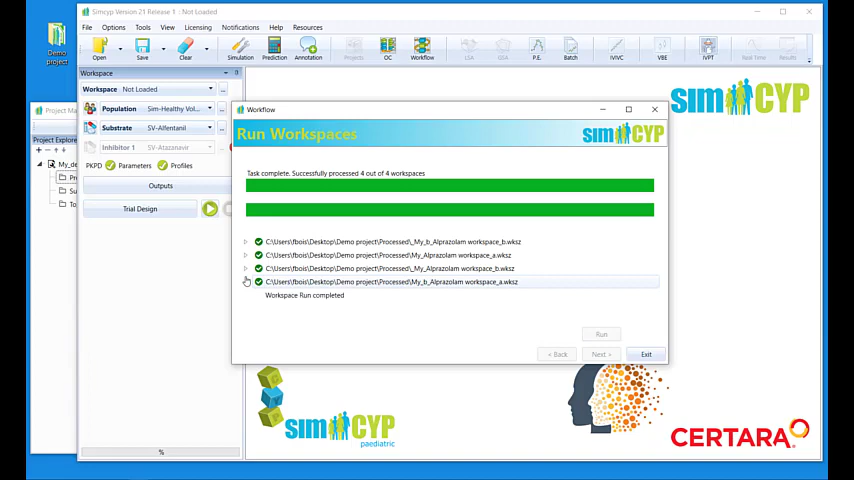 Simcyp Version 21 Release 1 : Not Loaded
File Options Tools View Licensing Notifications Help Resources
Demo project
Open Save Clear Simulation Prediction Annotation Projects OC Workflow LSA GSA P.E. Batch IVIVC VBE IVPT Real Time Results
Workspace
Workspace Not Loaded ...
Population Sim-Healthy Vol... ...
Substrate SV-Alfentanil ...
Inhibitor 1 SV-Atazanavir
PKPD Parameters Profiles
Outputs
Trial Design
%
Project Ma
Project Explore
My_de
Pr
Su
To
Workflow
Run Workspaces
simCYP
Task complete. Successfully processed 4 out of 4 workspaces
C:\Users\fbois\Desktop\Demo project\Processed\_My_b_Alprazolam workspace_b.wksz
C:\Users\fbois\Desktop\Demo project\Processed\My_Alprazolam workspace_a.wksz
C:\Users\fbois\Desktop\Demo project\Processed\My_Alprazolam workspace_b.wksz
C:\Users\fbois\Desktop\Demo project\Processed\My_b_Alprazolam workspace_a.wksz
Workspace Run completed
Run
< Back Next > Exit
simCYP
simCYP
paediatric
CERTARA